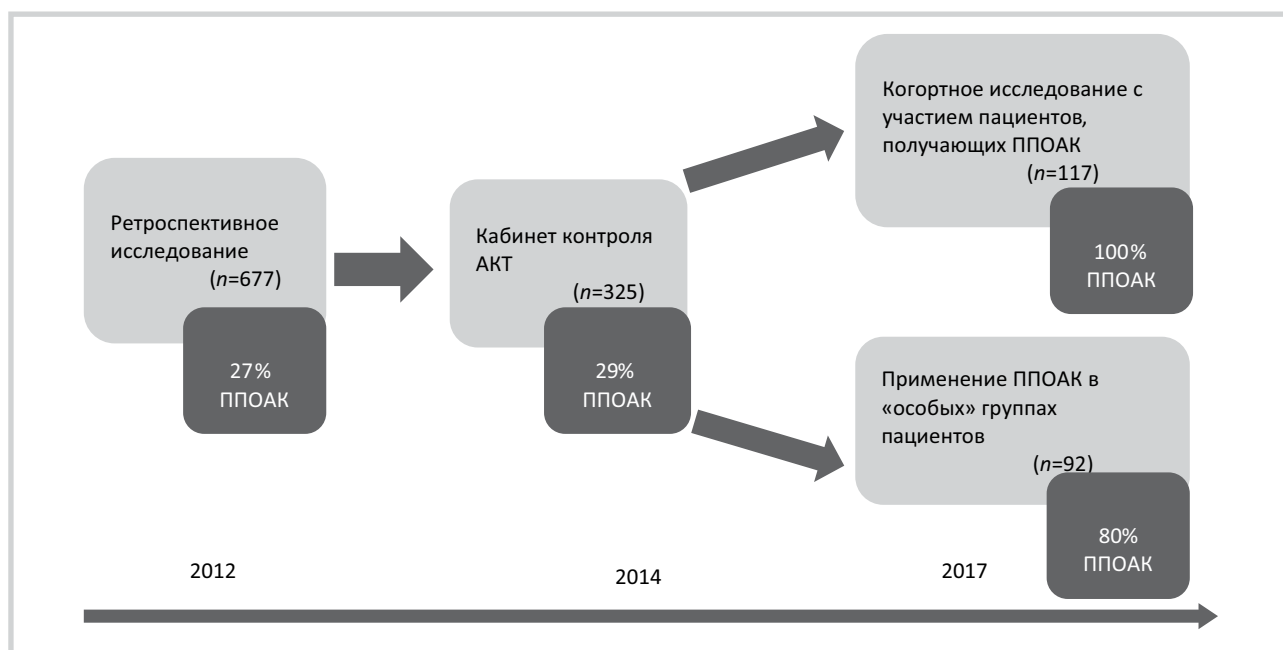 Ретроспективное
исследование
(n=677)
27%
ППОАК
Кабинет контроля
АКТ
(n=325)
29%
ППОАК
Когортное исследование с
участием пациентов,
получающих ППОАК
(n=117)
100%
ППОАК
Применение ППОАК в
«особых» группах
пациентов
(n=92)
80%
ППОАК
2012
2014
2017